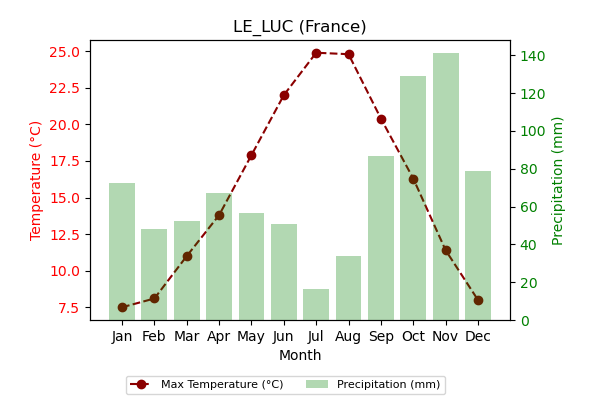 LE_LUC (France)
25.0
22.5
20.0
17.5
15.0
12.5
10.0
7.5
Temperature (°C)
140
120
100
80
60
40
20
0
Precipitation (mm)
Jan Feb Mar Apr May Jun Jul Aug Sep Oct Nov Dec
Month
Max Temperature (°C) Precipitation (mm)